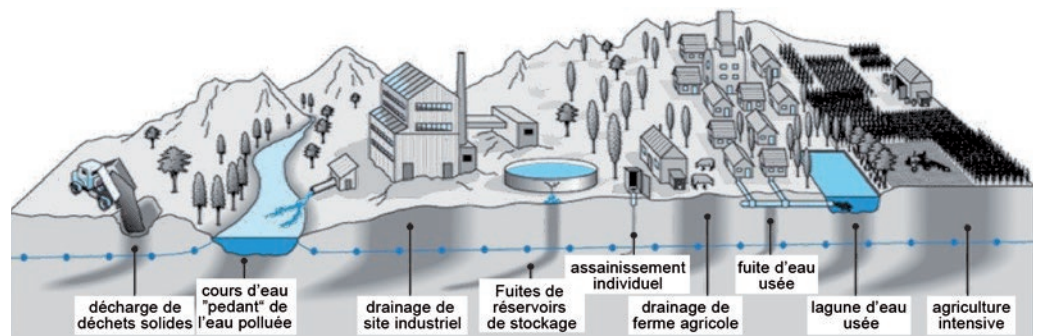 décharge de
déchets solides
cours d'eau
"pedant“ de
l'eau polluée
drainage de
site industriel
Fuites de
réservoirs
de stockage
assainissement
individuel
drainage de
ferme agricole
fuite d'eau
usée
lagune d'eau
usée
agriculture
intensive